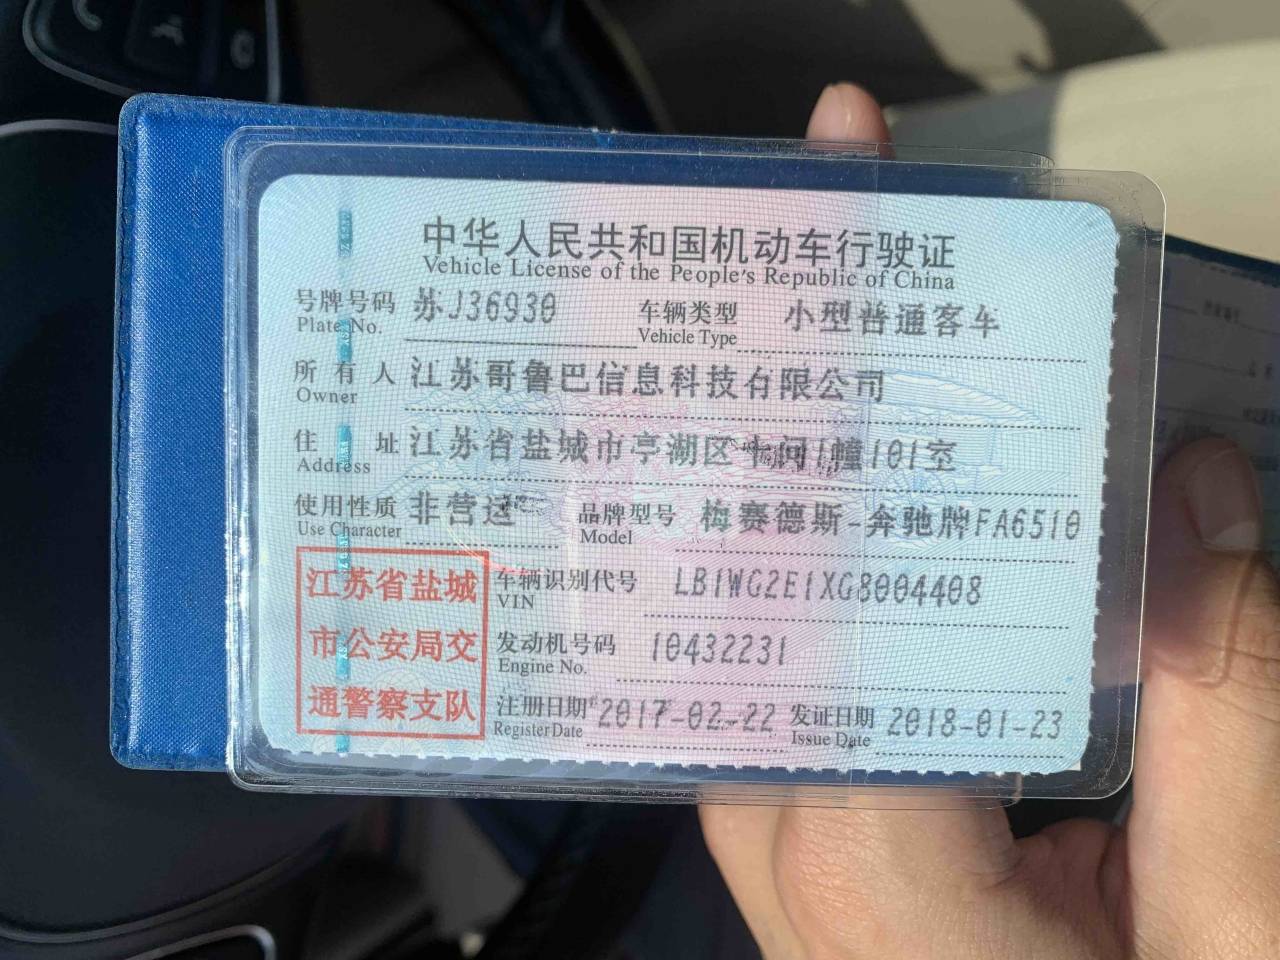 中华人民共和国机动车行驶证
Vehicle License of the People's Republic of China
号牌号码 苏J36930 车辆类型 小型普通客车
Plate No. Vehicle Type
所有人 江苏哥鲁巴信息科技有限公司
Owner
住址 江苏省盐城市亭湖区 间1幢101室
Address
使用性质 非营运 品牌型号 梅赛德斯-奔驰牌FA6510
Use Character Model
江苏省盐城 车辆识别代号 LB1WG2E1XG8004408
VIN
市公安局交 发动机号码 10432231
Engine No.
通警察支队 注册日期 2017-02-22 发证日期 2018-01-23
Register Date Issue Date